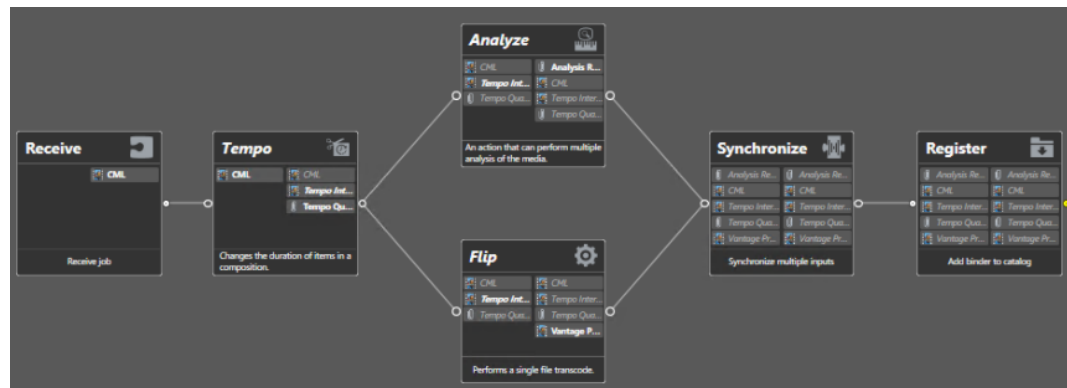 Receive
CML
Receive job
Tempo
CML
CML
Tempo Int...
Tempo Qu...
Changes the duration of items in a
composition.
Analyze
CML
Analysis R...
Tempo Int...
CML
Tempo Qua...
Tempo Inter...
Tempo Qua...
An action that can perform multiple
analysis of the media.
Flip
CML
CML
Tempo Int...
Tempo Inter...
Tempo Qua...
Tempo Qua...
Vantage P...
Performs a single file transcode.
Synchronize
Analysis Re...
Analysis Re...
CML
CML
Tempo Inter...
Tempo Inter...
Tempo Qua...
Tempo Qua...
Vantage Pr...
Vantage Pr...
Synchronize multiple inputs
Register
Analysis Re...
Analysis Re...
CML
CML
Tempo Inter...
Tempo Inter...
Tempo Qua...
Tempo Qua...
Vantage Pr...
Vantage Pr...
Add binder to catalog